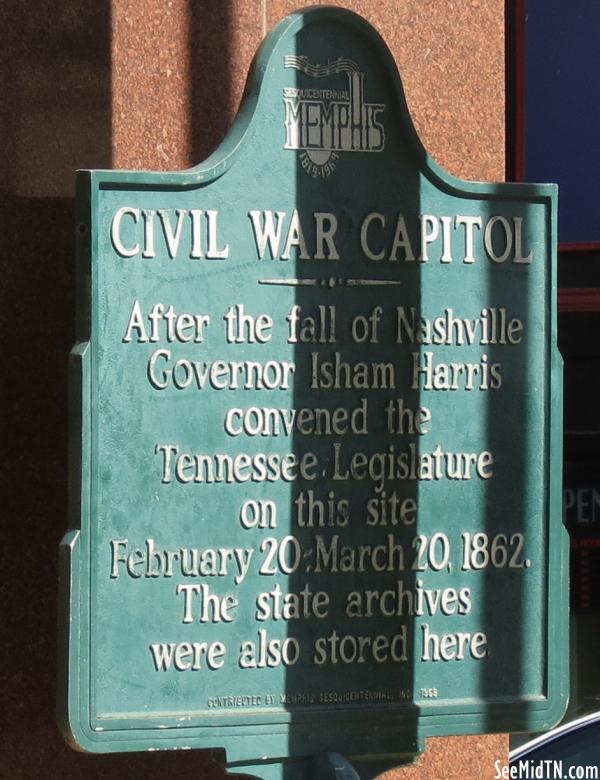 SESQUICENTENNIAL
MEMPHIS
1819-1969
CIVIL WAR CAPITOL
After the fall of Nashville
Governor Isham Harris
convened the
Tennessee Legislature
on this site
February 20-March 20, 1862.
The state archives
were also stored here.
CONTRIBUTED BY MEMPHIS SESQUICENTENNIAL, INC. 1969
SeeMidTN.com